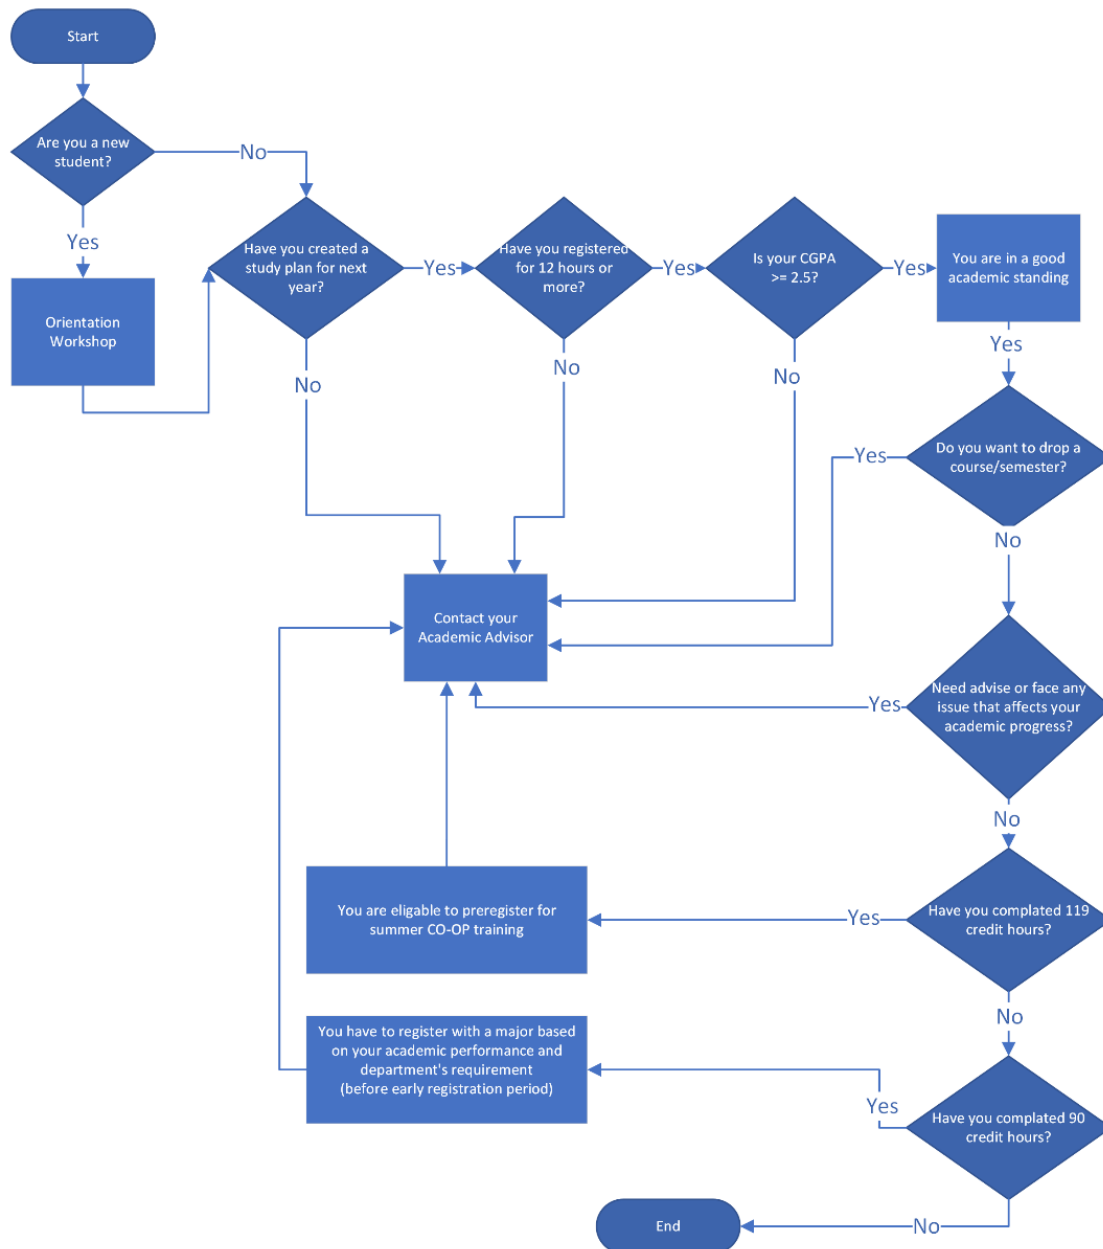 Start
Are you a new
student?
No
Yes
Orientation
Workshop
Have you created a
study plan for next
year?
Yes
No
Have you registered
for 12 hours or
more?
Yes
No
Is your CGPA
>= 2.5?
Yes
No
You are in a good
academic standing
Yes
Do you want to drop a
course/semester?
Yes
No
Contact your
Academic Advisor
Need advise or face any
issue that affects your
academic progress?
Yes
No
Have you complated 119
credit hours?
Yes
You are eligable to preregister for
summer CO-OP training
No
Have you complated 90
credit hours?
Yes
You have to register with a major based
on your academic performance and
department's requirement
(before early registration period)
No
End